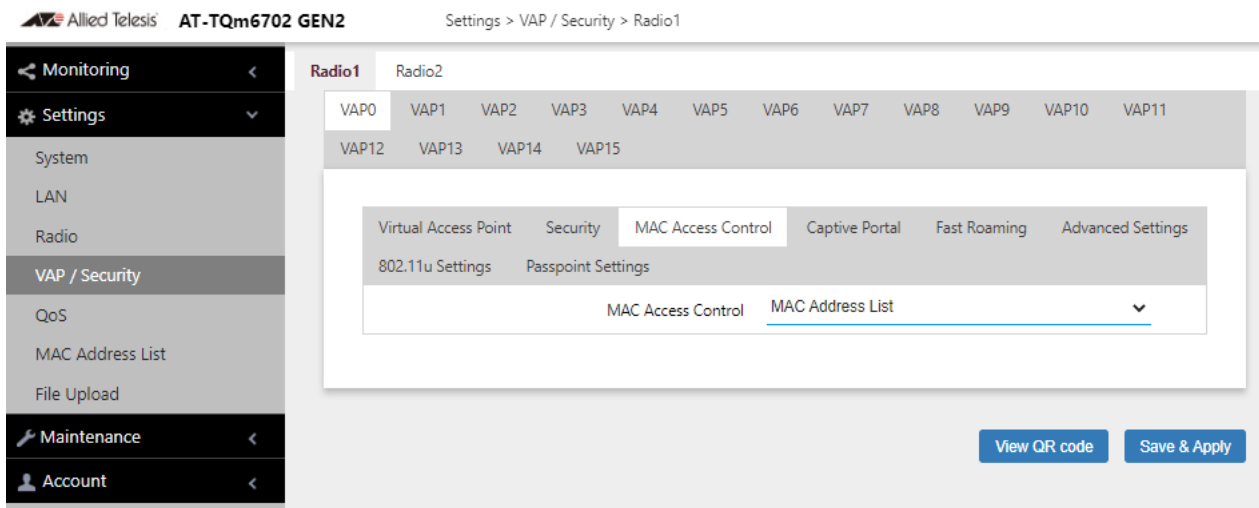 Allied Telesis AT-TQm6702 GEN2 Settings > VAP / Security > Radio1
Monitoring
Settings
System
LAN
Radio
VAP / Security
QoS
MAC Address List
File Upload
Maintenance
Account
Radio1 Radio2
VAP0 VAP1 VAP2 VAP3 VAP4 VAP5 VAP6 VAP7 VAP8 VAP9 VAP10 VAP11
VAP12 VAP13 VAP14 VAP15
Virtual Access Point Security MAC Access Control Captive Portal Fast Roaming Advanced Settings
802.11u Settings Passpoint Settings
MAC Access Control MAC Address List
View QR code Save & Apply